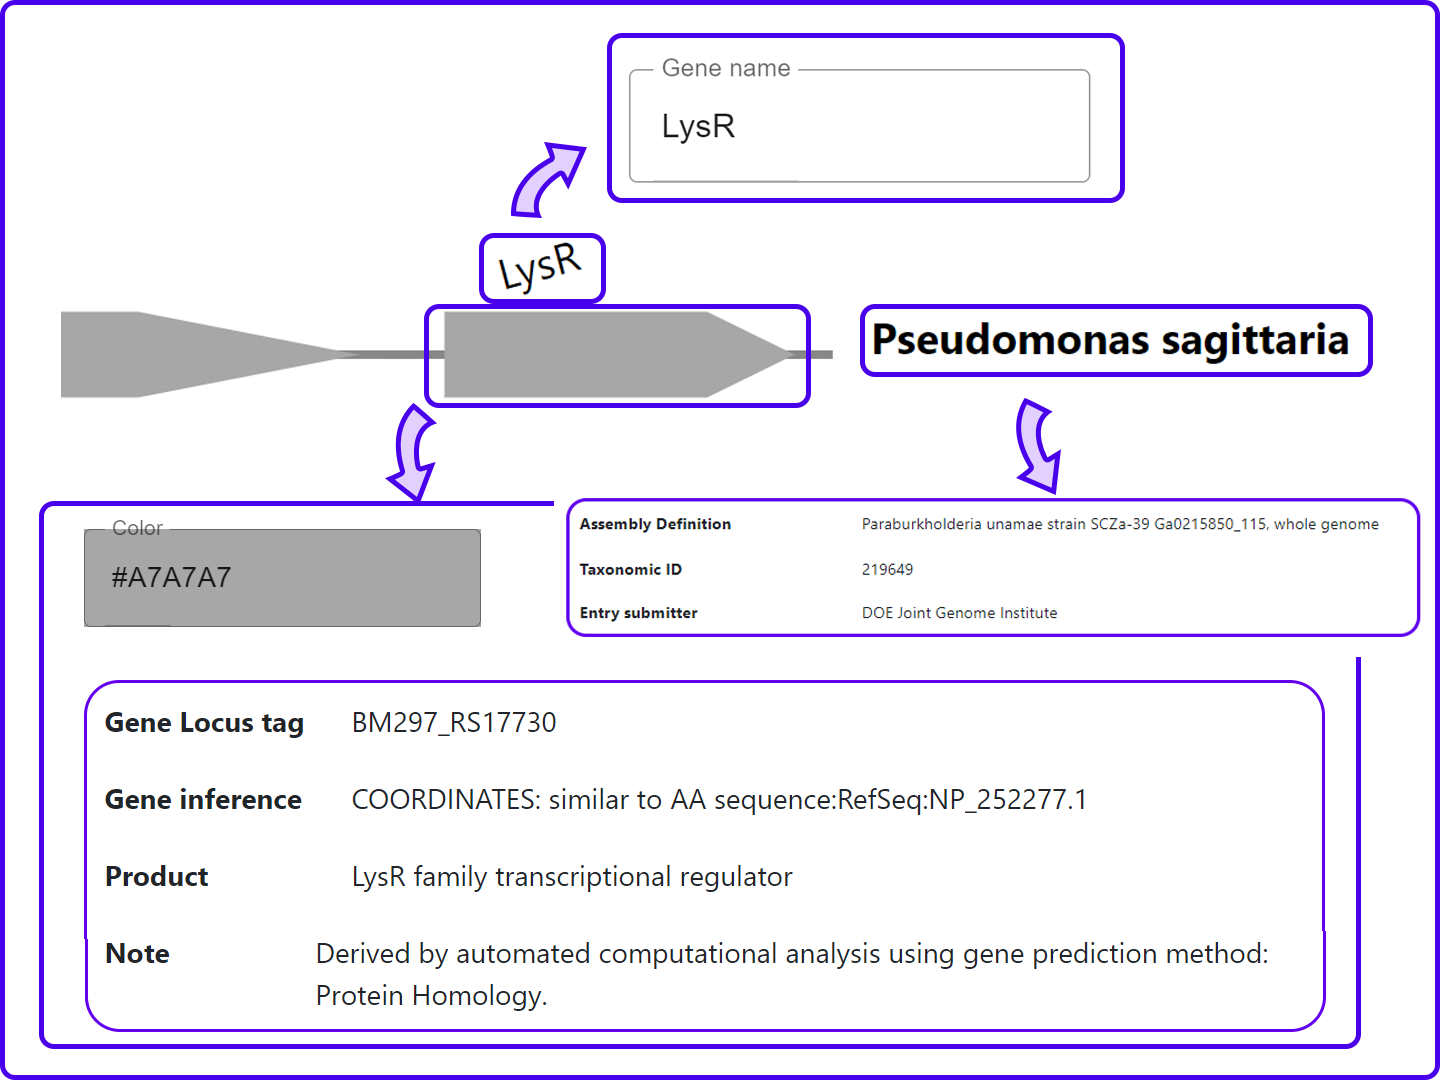 Gene name
LysR
LysR
Pseudomonas sagittaria
Color
#A7A7A7
Assembly Definition Paraburkholderia unamae strain SCZa-39 Ga0215850_115, whole genome
Taxonomic ID 219649
Entry submitter DOE Joint Genome Institute
Gene Locus tag BM297_RS17730
Gene inference COORDINATES: similar to AA sequence:RefSeq:NP_252277.1
Product LysR family transcriptional regulator
Note Derived by automated computational analysis using gene prediction method:
Protein Homology.